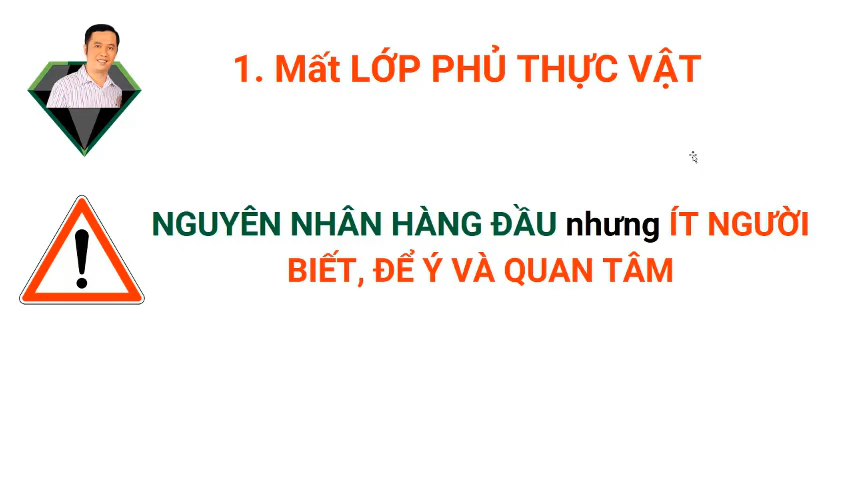 1. Mất LỚP PHỦ THỰC VẬT
NGUYÊN NHÂN HÀNG ĐẦU nhưng ÍT NGƯỜI
BIẾT, ĐỂ Ý VÀ QUAN TÂM